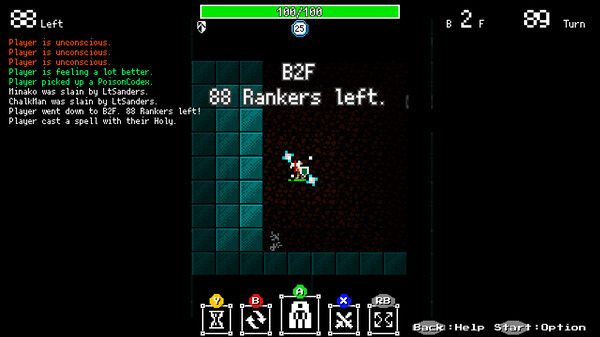 88 Left
100/100
25
B 2 F
89 Turn
Player is unconscious.
Player is unconscious.
Player is unconscious.
Player is feeling a lot better.
Player picked up a PoisonCodex.
Minako was slain by LtSanders.
ChalkMan was slain by LtSanders.
Player went down to B2F. 88 Rankers left!
Player cast a spell with their Holy.
B2F
88 Rankers left.
Y
B
A
X
RB
Back:Help Start:Option